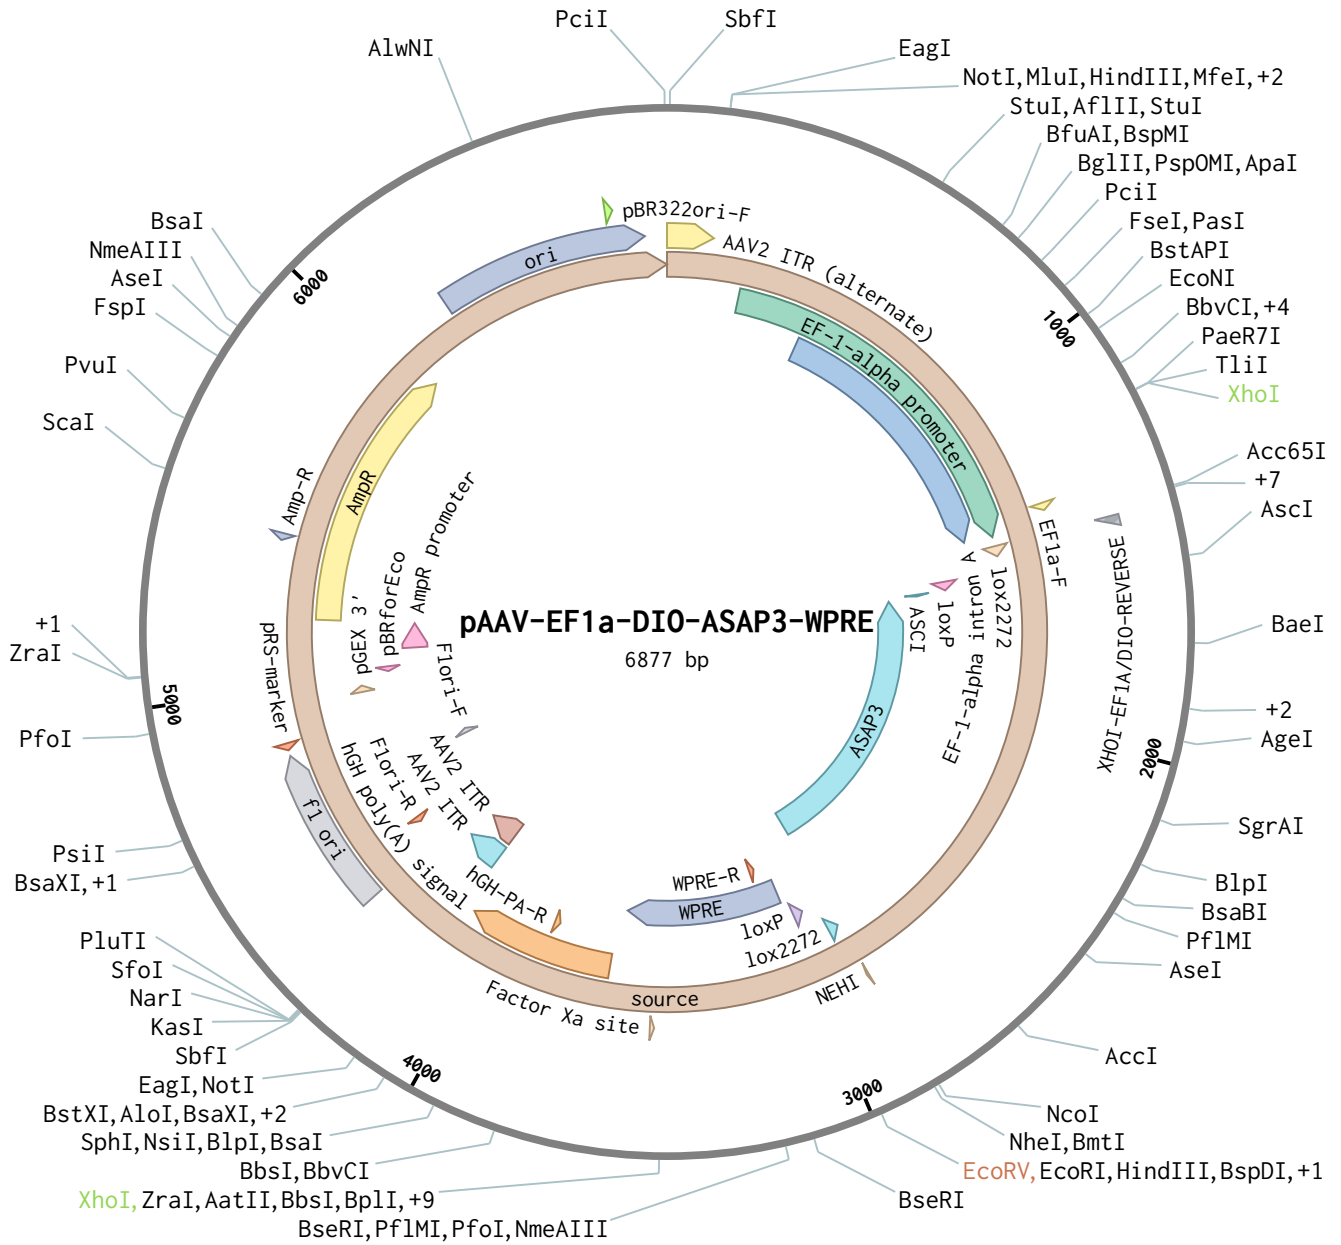 PciI
SbfI
AlwNI
EagI
NotI,MluI,HindIII,MfeI,+2
StuI,AflII,StuI
BfuAI,BspMI
BglII,PspOMI,ApaI
PciI
FseI,PasI
BstAPI
EcoNI
BbvCI,+4
PaeR7I
TliI
XhoI
Acc65I
+7
AscI
BaeI
+2
AgeI
SgrAI
BlpI
BsaBI
PflMI
AseI
AccI
NcoI
NheI,BmtI
EcoRV,EcoRI,HindIII,BspDI,+1
BseRI
BseRI,PflMI,PfoI,NmeAIII
XhoI,ZraI,AatII,BbsI,BplI,+9
BbsI,BbvCI
SphI,NsiI,BlpI,BsaI
BstXI,AloI,BsaXI,+2
EagI,NotI
SbfI
KasI
NarI
SfoI
PluTI
BsaXI,+1
PsiI
PfoI
ZraI
+1
ScaI
PvuI
FspI
AseI
NmeAIII
BsaI
1000
2000
3000
4000
5000
6000
pBR322ori-F
AAV2 ITR (alternate)
ori
EF-1-alpha promoter
EF1a-F
XHOI-EF1A/DIO-REVERSE
lox2272
EF-1-alpha intron A
loxP
ASCI
ASAP3
pAAV-EF1a-DIO-ASAP3-WPRE
6877 bp
AmpR
Amp-R
AmpR promoter
pBRforEco
pGEX 3'
pRS-marker
F1ori-F
AAV2 ITR
AAV2 ITR
F1ori-R
hGH poly(A) signal
f1 ori
hGH-PA-R
WPRE-R
WPRE
loxP
lox2272
NEHI
source
Factor Xa site